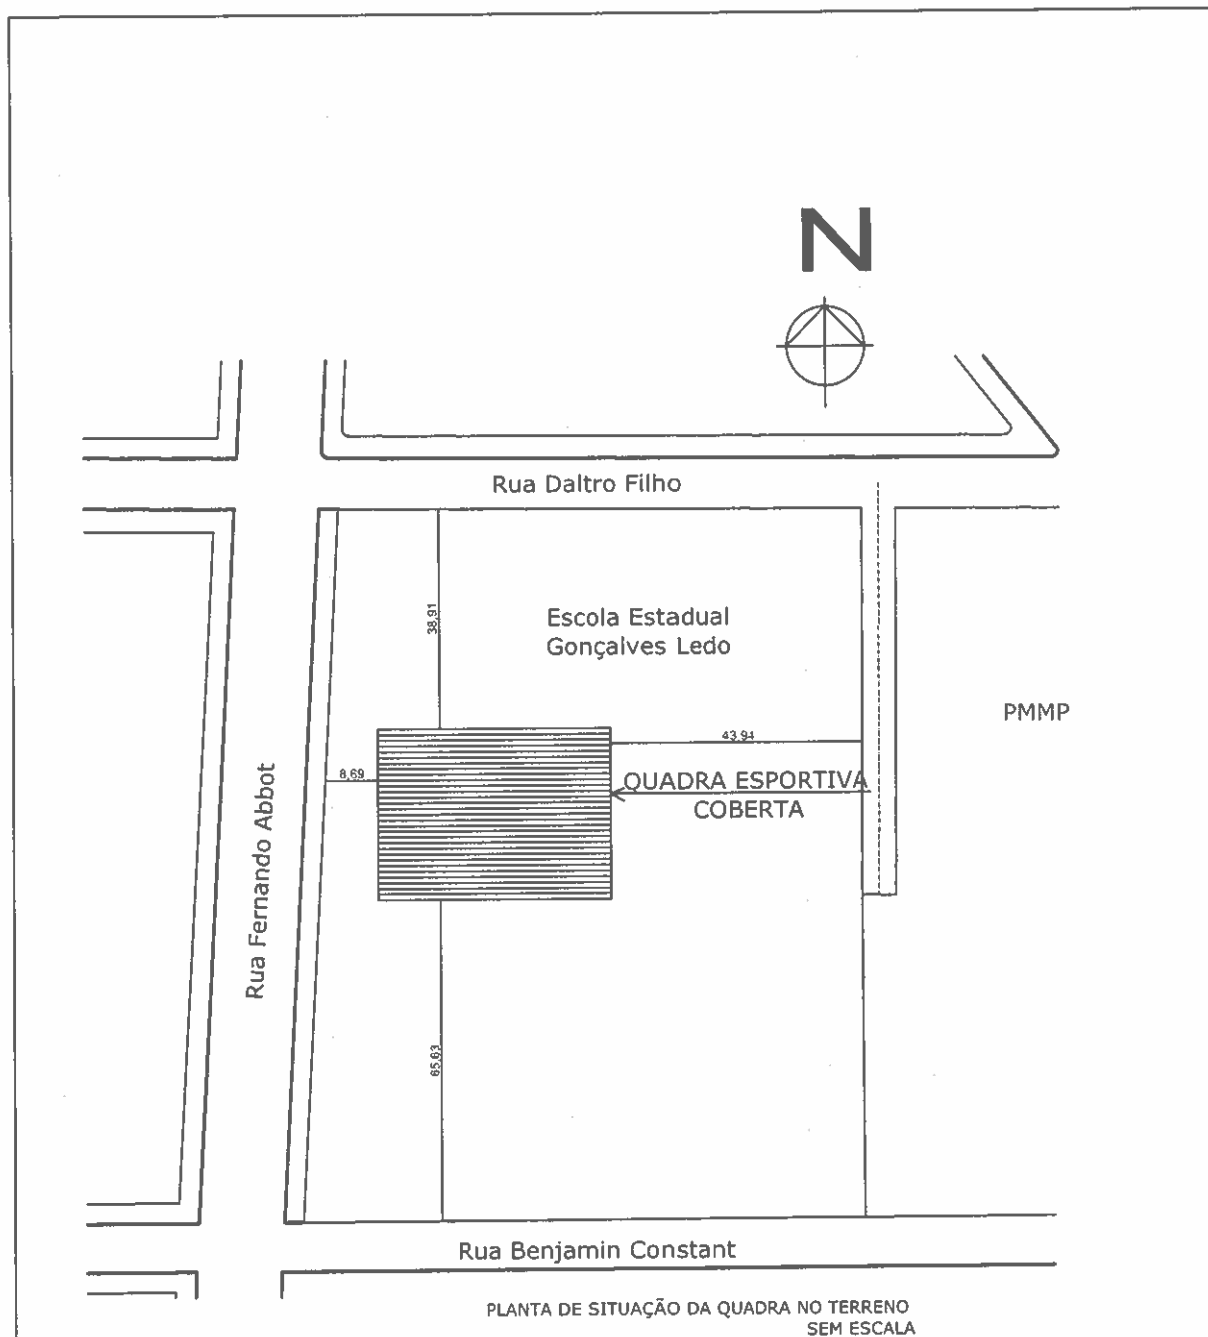 N
Rua Daltro Filho
38,91
Escola Estadual
Gonçalves Ledo
PMMP
43,94
8,69
QUADRA ESPORTIVA
COBERTA
Rua Fernando Abbot
65,63
Rua Benjamin Constant
PLANTA DE SITUAÇÃO DA QUADRA NO TERRENO
SEM ESCALA